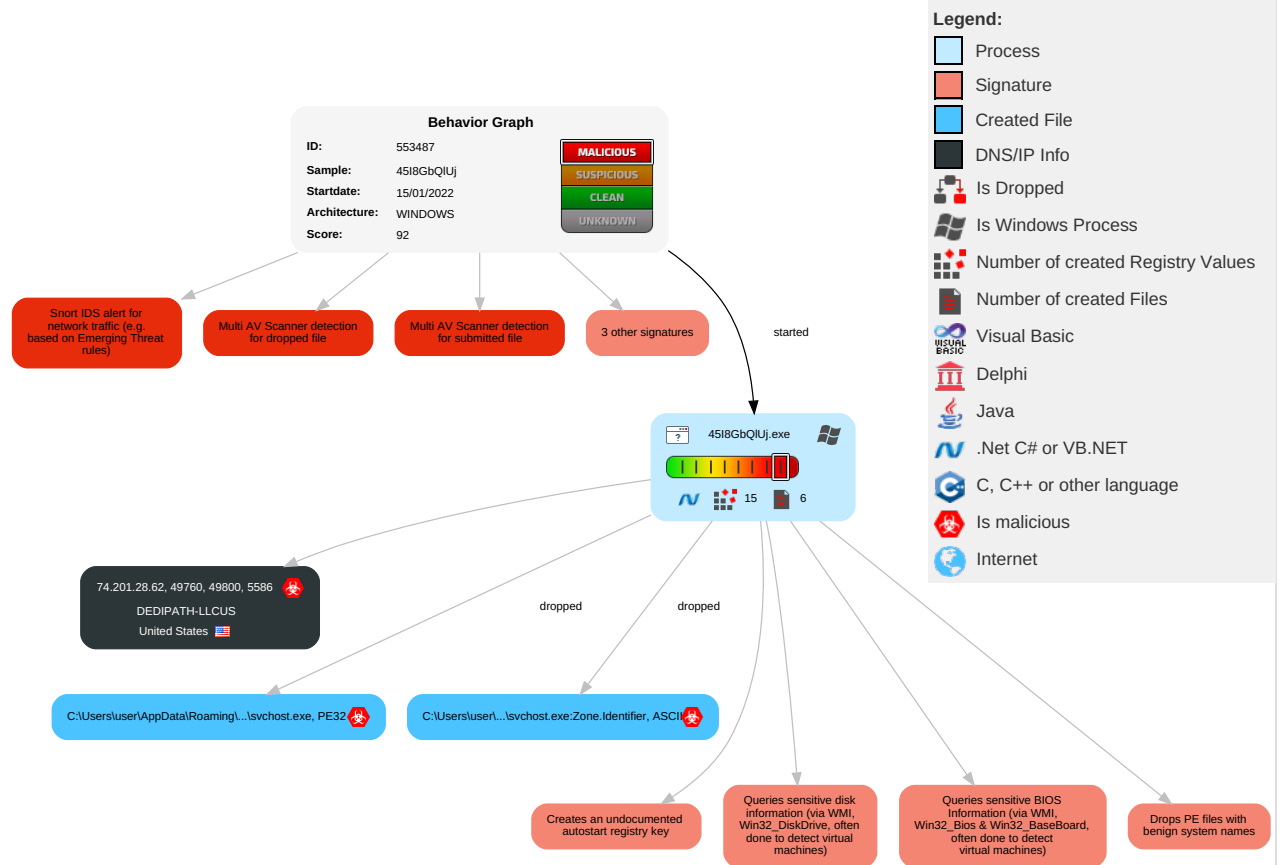 Legend:
Process
Signature
Created File
DNS/IP Info
Is Dropped
Is Windows Process
Number of created Registry Values
Number of created Files
VISUAL
BASIC
Visual Basic
Delphi
Java
.Net C# or VB.NET
C, C++ or other language
Is malicious
Internet
Behavior Graph
ID: 553487
Sample: 45I8GbQlUj
Startdate: 15/01/2022
Architecture: WINDOWS
Score: 92
MALICIOUS
SUSPICIOUS
CLEAN
UNKNOWN
Snort IDS alert for
network traffic (e.g.
based on Emerging Threat
rules)
Multi AV Scanner detection
for dropped file
Multi AV Scanner detection
for submitted file
3 other signatures
started
45I8GbQlUj.exe
15
6
74.201.28.62, 49760, 49800, 5586
DEDIPATH-LLCUS
United States
dropped
dropped
C:\Users\user\AppData\Roaming\...\svchost.exe, PE32
C:\Users\user\...\svchost.exe:Zone.Identifier, ASCII
Creates an undocumented
autostart registry key
Queries sensitive disk
information (via WMI,
Win32_DiskDrive, often
done to detect virtual
machines)
Queries sensitive BIOS
Information (via WMI,
Win32_Bios & Win32_BaseBoard,
often done to detect
virtual machines)
Drops PE files with
benign system names